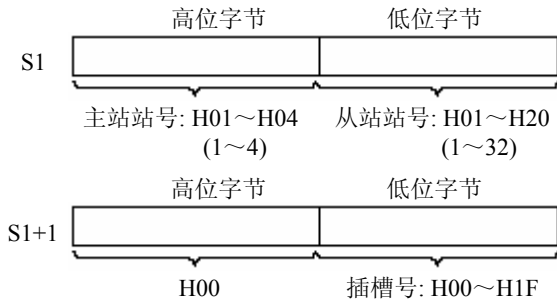 高位字节 低位字节
S1
主站站号: H01～H04 从站站号: H01～H20
(1～4) (1～32)
高位字节 低位字节
S1+1
H00 插槽号: H00～H1F